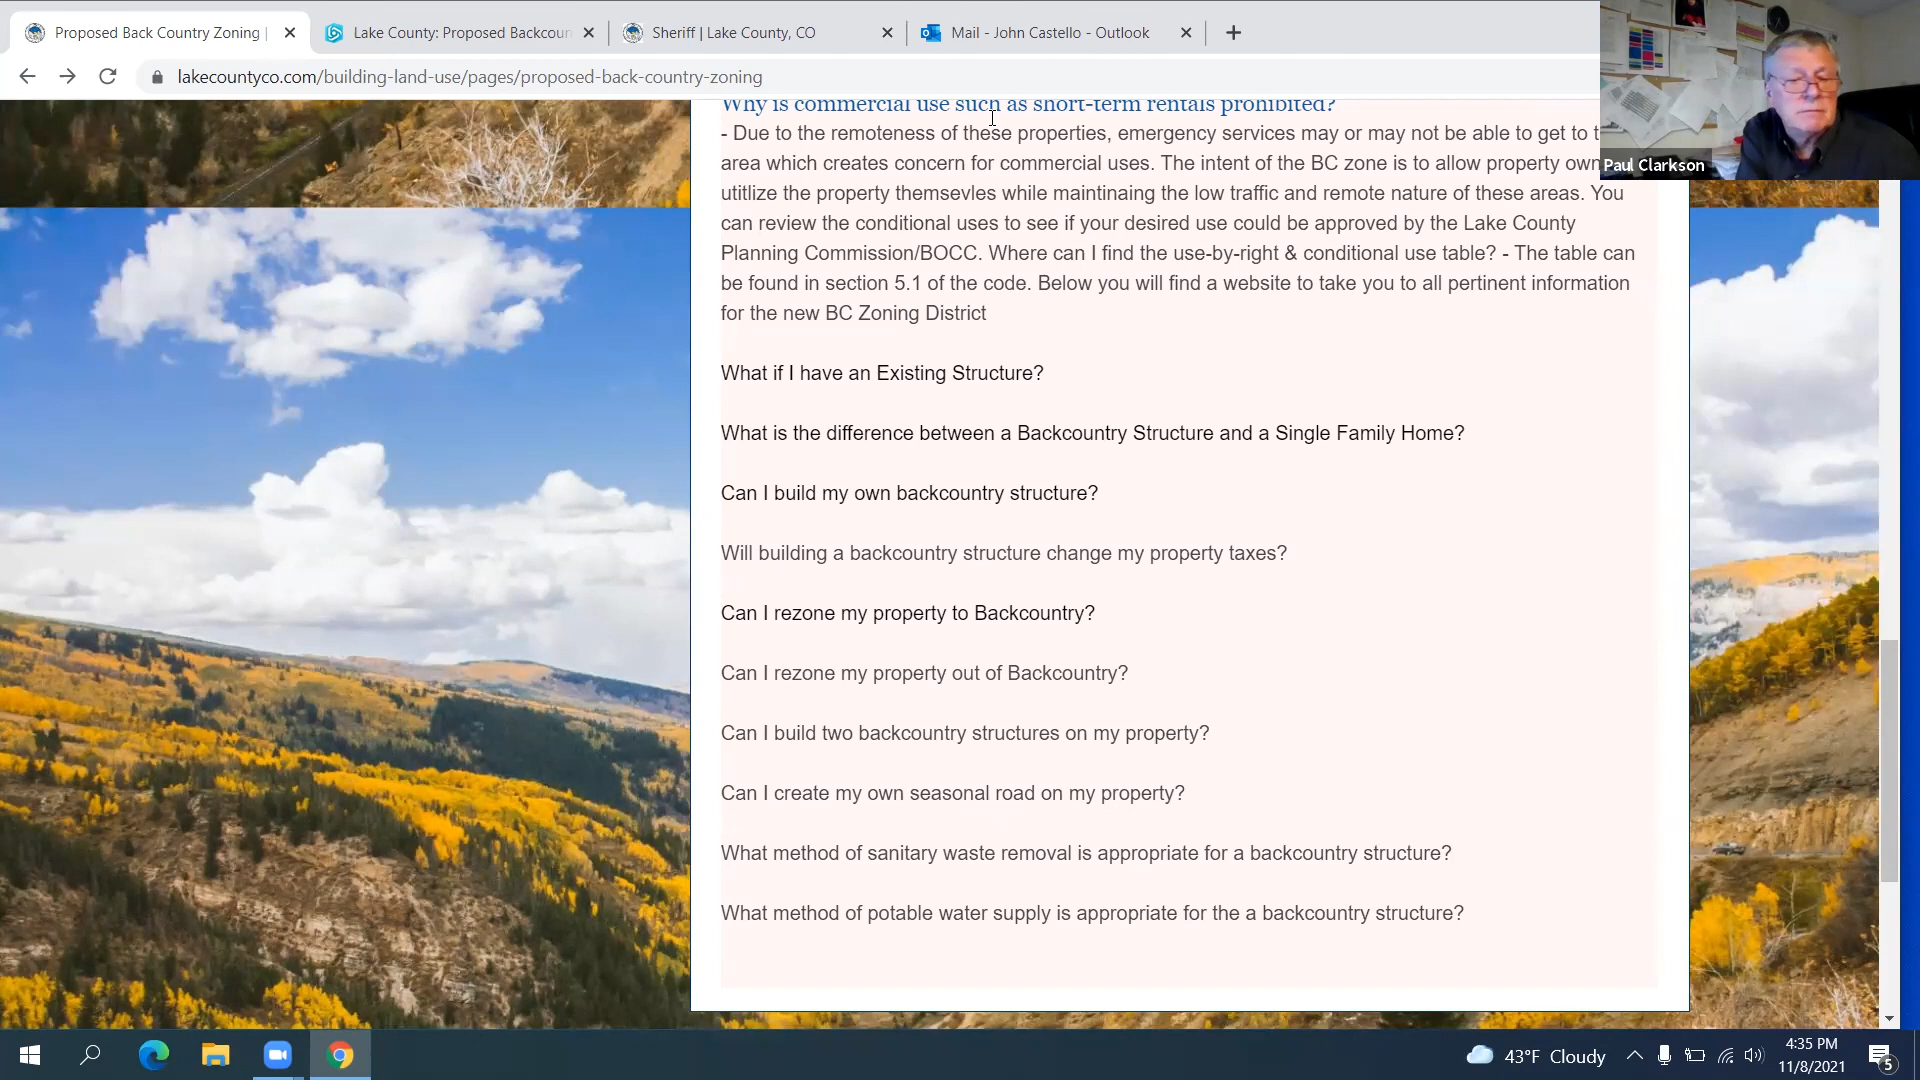 Proposed Back Country Zoning |
Lake County: Proposed Backcoun
Sheriff | Lake County, CO
Mail - John Castello - Outlook
lakecountyco.com/building-land-use/pages/proposed-back-country-zoning
Paul Clarkson
Why is commercial use such as short-term rentals prohibited?
- Due to the remoteness of these properties, emergency services may or may not be able to get to t
area which creates concern for commercial uses. The intent of the BC zone is to allow property own
utitlize the property themsevles while maintinaing the low traffic and remote nature of these areas. You
can review the conditional uses to see if your desired use could be approved by the Lake County
Planning Commission/BOCC. Where can I find the use-by-right & conditional use table? - The table can
be found in section 5.1 of the code. Below you will find a website to take you to all pertinent information
for the new BC Zoning District
What if I have an Existing Structure?
What is the difference between a Backcountry Structure and a Single Family Home?
Can I build my own backcountry structure?
Will building a backcountry structure change my property taxes?
Can I rezone my property to Backcountry?
Can I rezone my property out of Backcountry?
Can I build two backcountry structures on my property?
Can I create my own seasonal road on my property?
What method of sanitary waste removal is appropriate for a backcountry structure?
What method of potable water supply is appropriate for the a backcountry structure?
43°F Cloudy
4:35 PM
11/8/2021
5